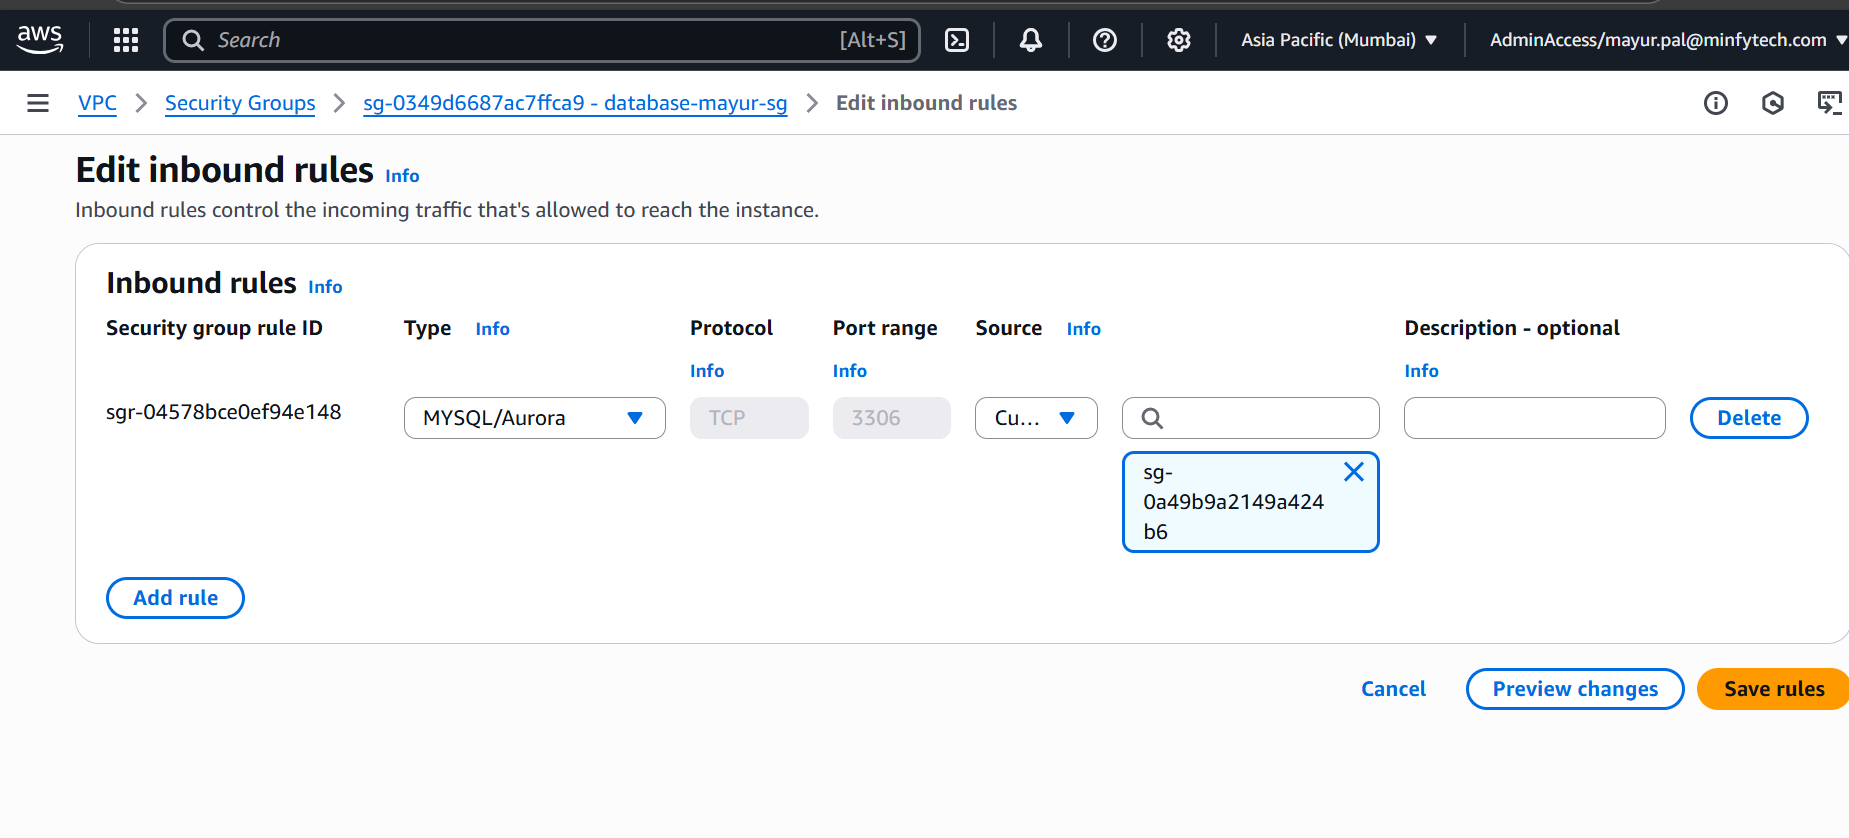 aws
Search [Alt+S]
Asia Pacific (Mumbai) ▼
AdminAccess/mayur.pal@minfytech.com ▼
VPC > Security Groups > sg-0349d6687ac7ffca9 - database-mayur-sg > Edit inbound rules
Edit inbound rules Info
Inbound rules control the incoming traffic that's allowed to reach the instance.
Inbound rules Info
Security group rule ID Type Info Protocol Info Port range Info Source Info Description - optional Info
sgr-04578bce0ef94e148 MYSQL/Aurora TCP 3306 Cu... Delete
sg-
0a49b9a2149a424
b6
Add rule
Cancel Preview changes Save rules